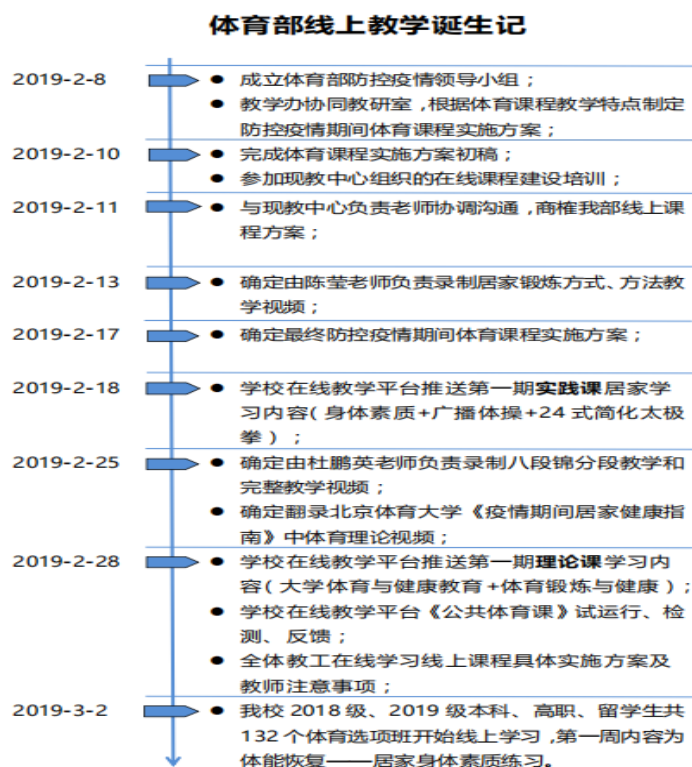 体育部线上教学诞生记
2019-2-8
● 成立体育部防控疫情领导小组；
● 教学办协同教研室，根据体育课程教学特点制定
防控疫情期间体育课程实施方案；
2019-2-10
● 完成体育课程实施方案初稿；
● 参加现教中心组织的在线课程建设培训；
2019-2-11
● 与现教中心负责老师协调沟通，商榷我部线上课
程方案；
2019-2-13
● 确定由陈莹老师负责录制居家锻炼方式、方法教
学视频；
2019-2-17
● 确定最终防控疫情期间体育课程实施方案；
2019-2-18
● 学校在线教学平台推送第一期实践课居家学
习内容（身体素质+广播体操+24 式简化太极
拳）；
2019-2-25
● 确定由杜鹏英老师负责录制八段锦分段教学和
完整教学视频；
● 确定翻录北京体育大学《疫情期间居家健康指
南》中体育理论视频；
2019-2-28
● 学校在线教学平台推送第一期理论课学习内
容（大学体育与健康教育+体育锻炼与健康）；
● 学校在线教学平台《公共体育课》试运行、检
测、反馈；
● 全体教工在线学习线上课程具体实施方案及
教师注意事项；
2019-3-2
● 我校 2018 级、2019 级本科、高职、留学生共
132 个体育选项班开始线上学习，第一周内容为
体能恢复——居家身体素质练习。